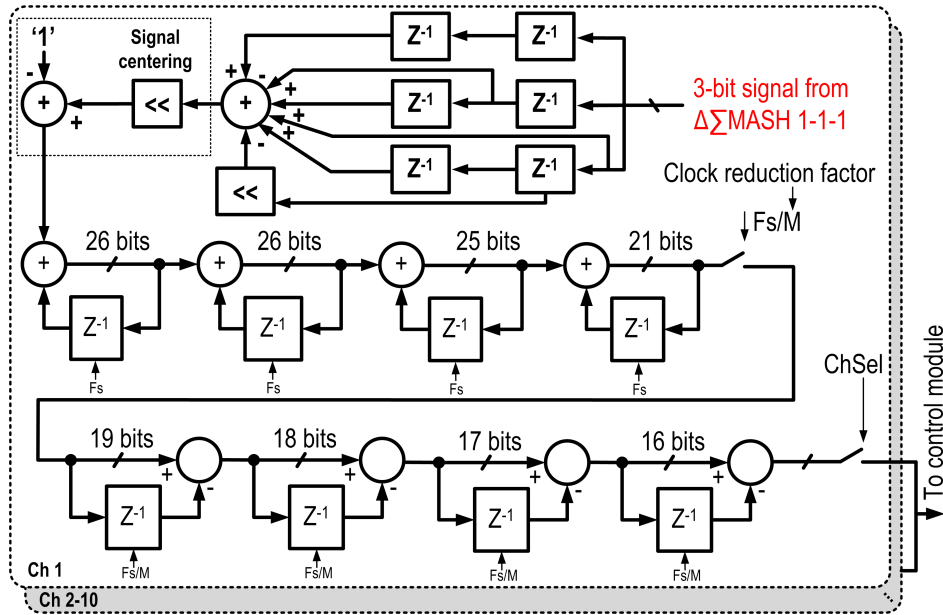 '1'
Signal
centering
-
+
+
<<
+
-
+
+
+
+
+
-
<<
Z-1
Z-1
Z-1
Z-1
Z-1
Z-1
3-bit signal from
Δ∑MASH 1-1-1
Clock reduction factor
Fs/M
26 bits
26 bits
25 bits
21 bits
+
+
+
+
Z-1
Z-1
Z-1
Z-1
Fs
Fs
Fs
Fs
ChSel
19 bits
18 bits
17 bits
16 bits
+
-
+
-
+
-
+
-
Z-1
Z-1
Z-1
Z-1
Fs/M
Fs/M
Fs/M
Fs/M
To control module
Ch 1
Ch 2-10